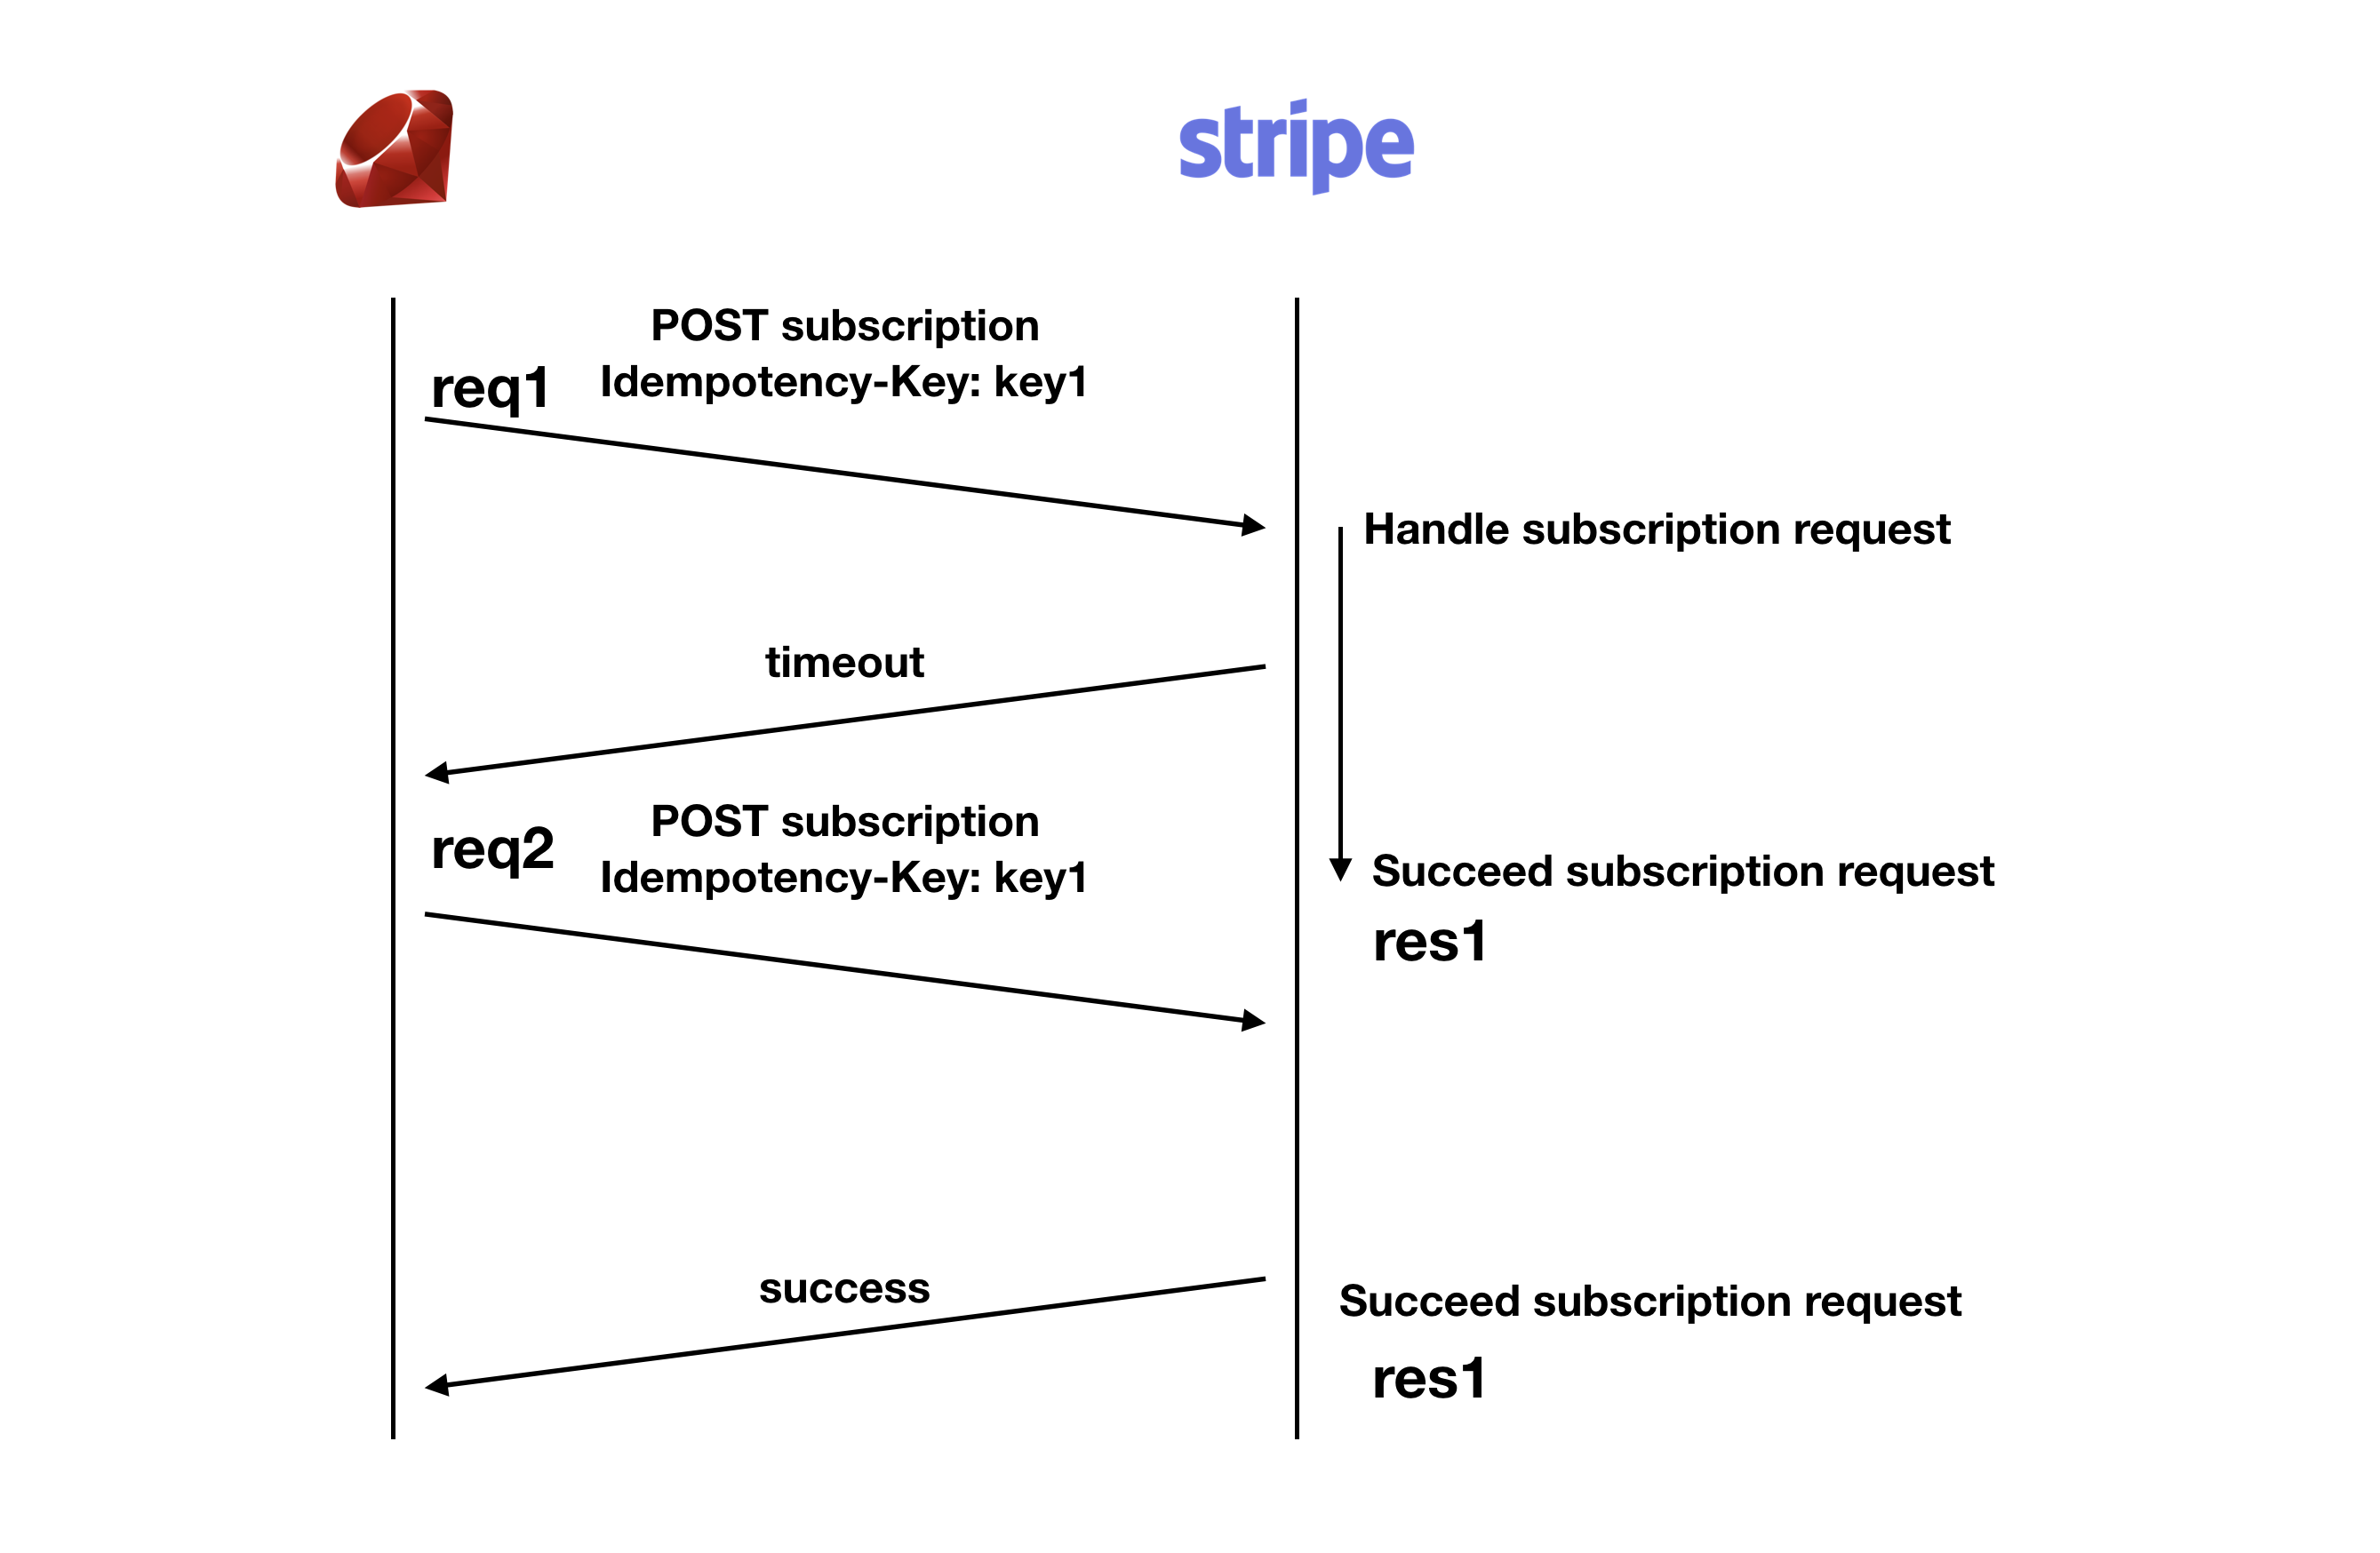 stripe
POST subscription
req1
Idempotency-Key: key1
Handle subscription request
timeout
POST subscription
req2
Idempotency-Key: key1
Succeed subscription request
res1
success
Succeed subscription request
res1